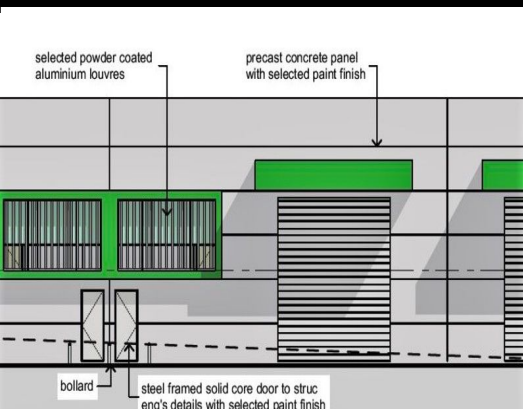 selected powder coated
aluminium louvres
precast concrete panel
with selected paint finish
bollard
steel framed solid core door to struc
eng's details with selected paint finish